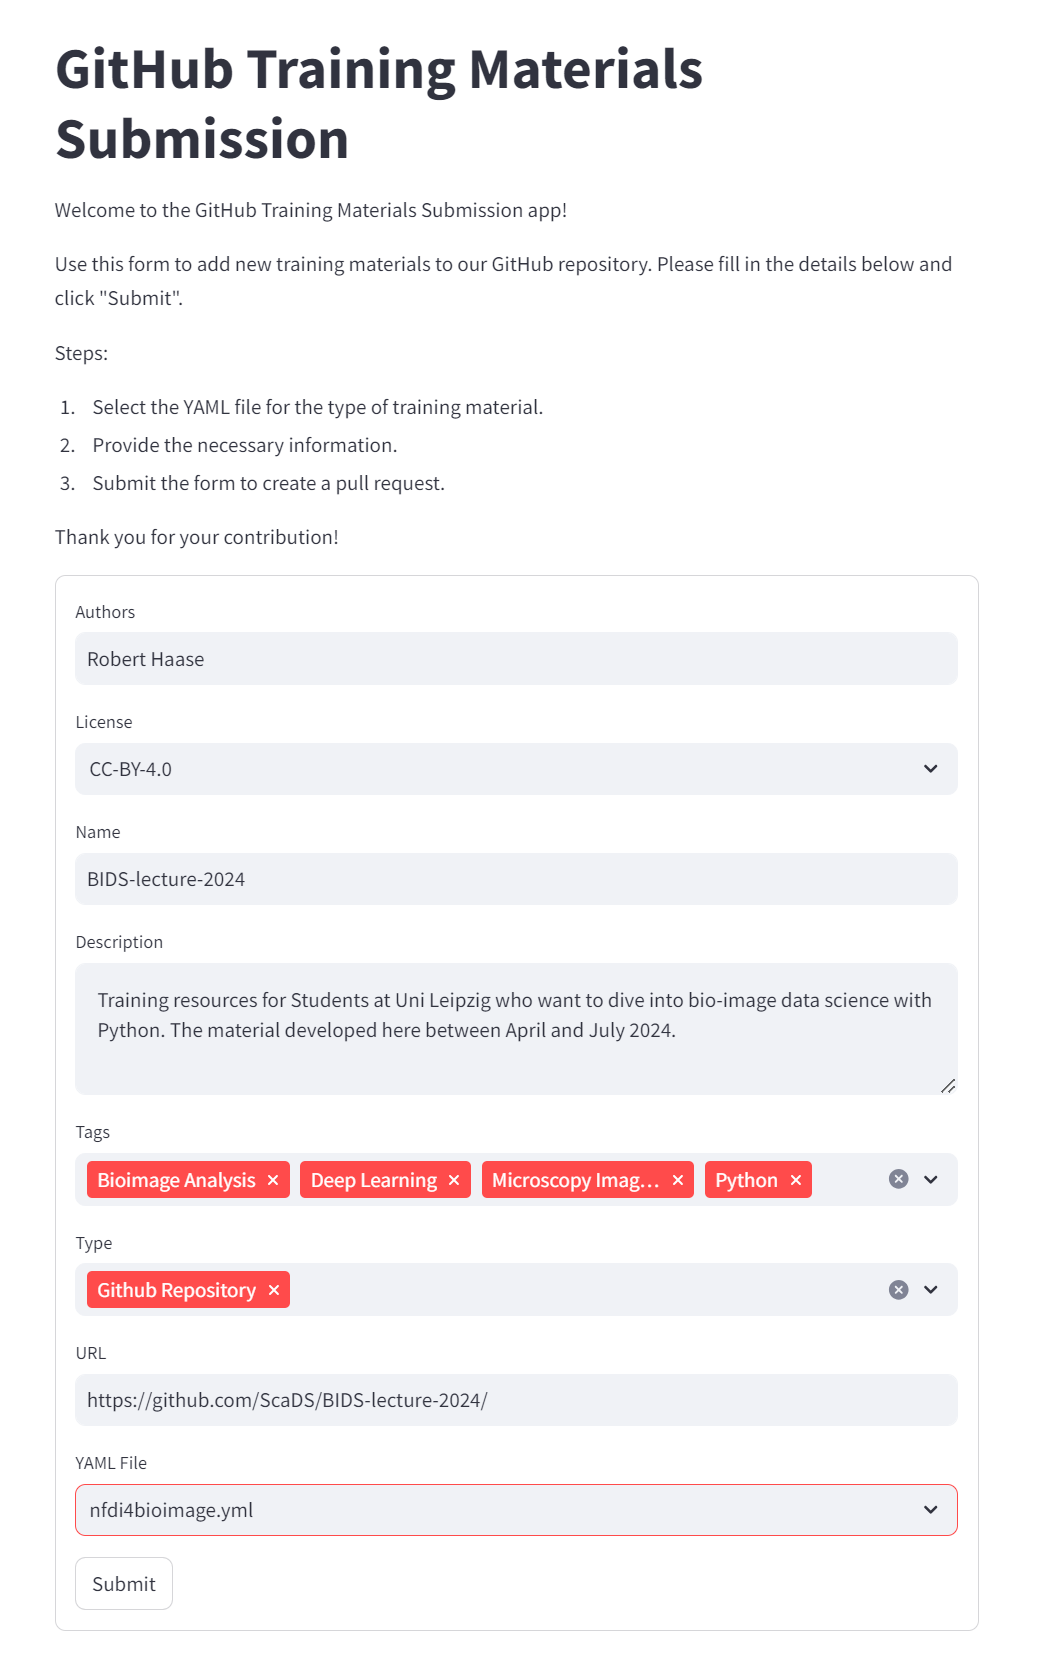 GitHub Training Materials
Submission
Welcome to the GitHub Training Materials Submission app!
Use this form to add new training materials to our GitHub repository. Please fill in the details below and
click "Submit".
Steps:
1. Select the YAML file for the type of training material.
2. Provide the necessary information.
3. Submit the form to create a pull request.
Thank you for your contribution!
Authors
Robert Haase
License
CC-BY-4.0
Name
BIDS-lecture-2024
Description
Training resources for Students at Uni Leipzig who want to dive into bio-image data science with
Python. The material developed here between April and July 2024.
Tags
Bioimage Analysis × Deep Learning × Microscopy Imag... × Python ×
Type
Github Repository ×
URL
https://github.com/ScaDS/BIDS-lecture-2024/
YAML File
nfdi4bioimage.yml
Submit